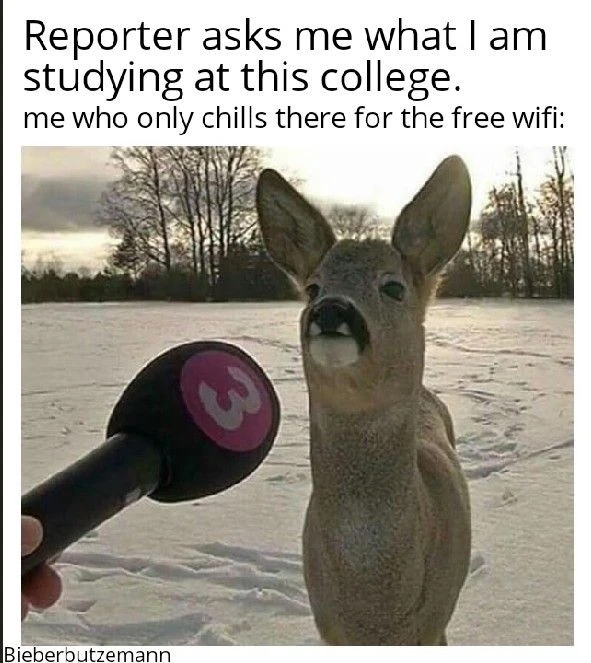 Reporter asks me what I am
studying at this college.
me who only chills there for the free wifi:
3
Bieberbutzemann